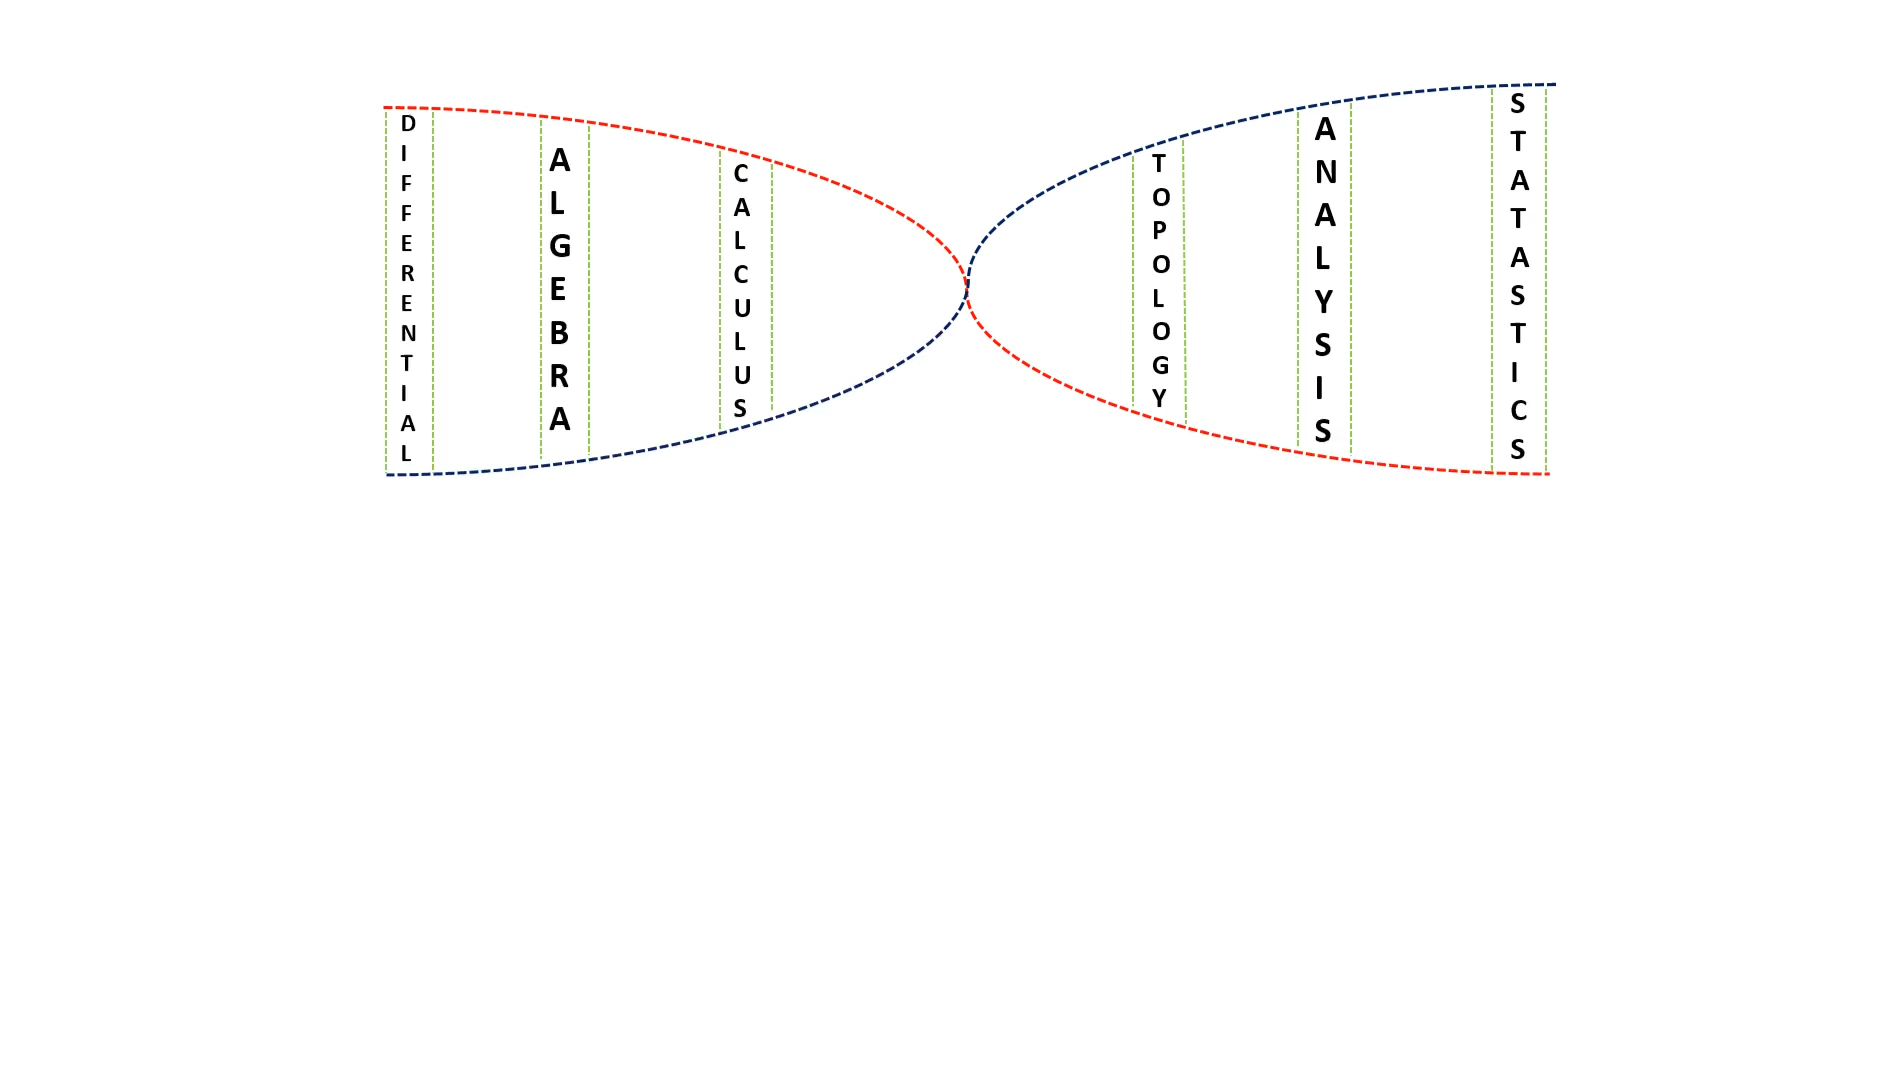 DIFFERENTIAL
ALGEBRA
CALCULUS
TOPOLOGY
ANALYSIS
STATASTICS